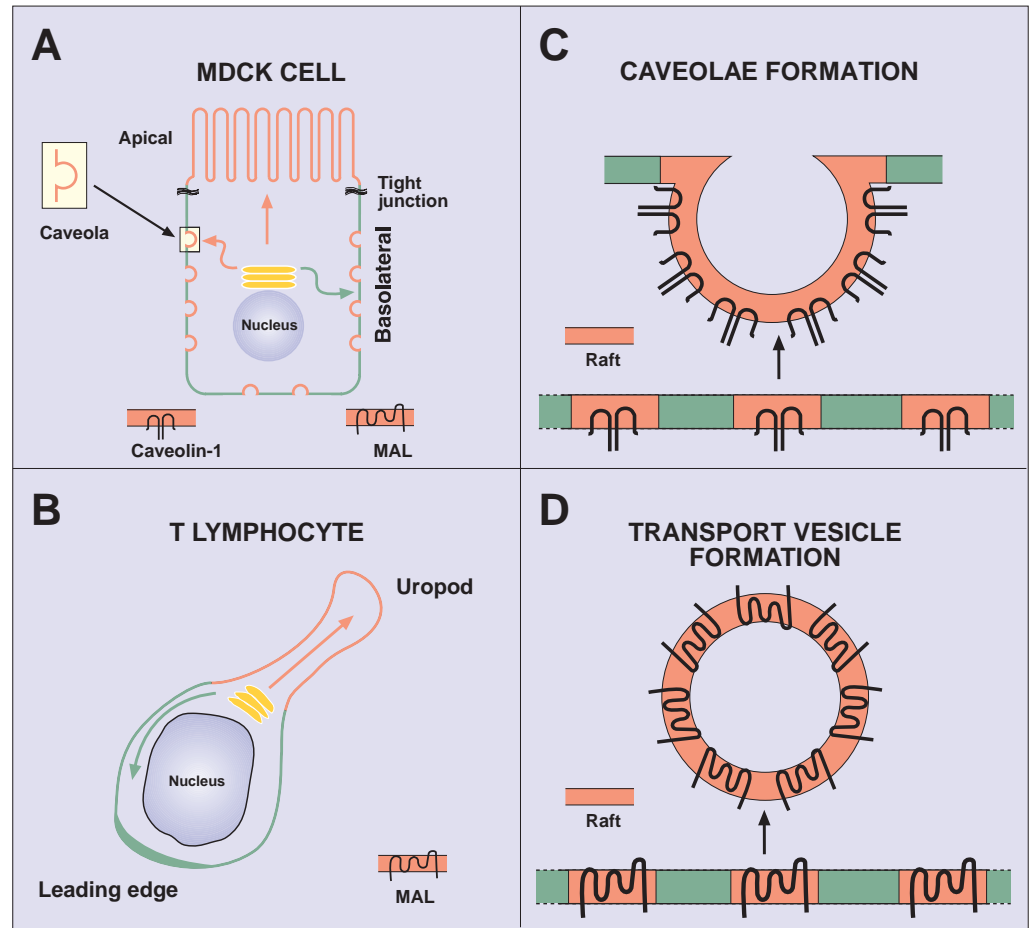 A
MDCK CELL
Apical
Tight
junction
Caveola
Basolateral
Nucleus
Caveolin-1
MAL
B
T LYMPHOCYTE
Uropod
Nucleus
Leading edge
MAL
C
CAVEOLAE FORMATION
Raft
D
TRANSPORT VESICLE
FORMATION
Raft